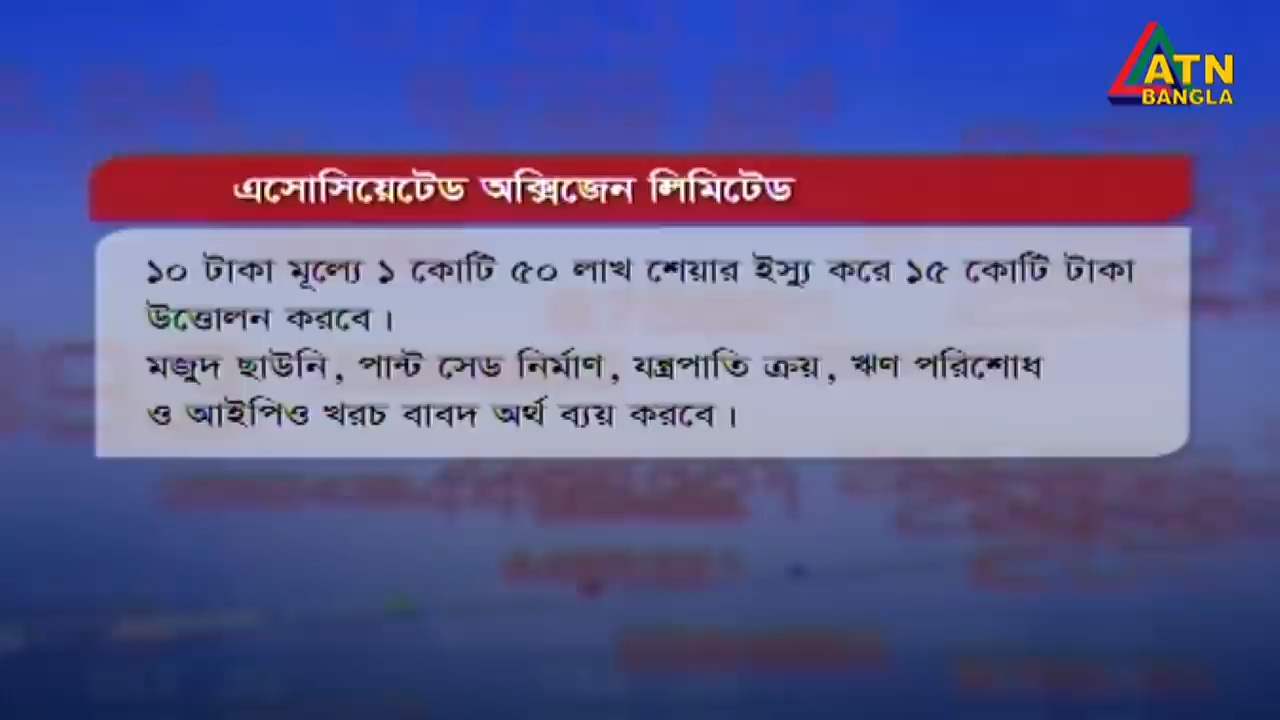 ATN
BANGLA
এসোসিয়েটেড অক্সিজেন লিমিটেড
১০ টাকা মূল্যে ১ কোটি ৫০ লাখ শেয়ার ইস্যু করে ১৫ কোটি টাকা
উত্তোলন করবে।
মজুদ ছাউনি, পান্ট সেড নির্মাণ, যন্ত্রপাতি ক্রয়, ঋণ পরিশোধ
ও আইপিও খরচ বাবদ অর্থ ব্যয় করবে।